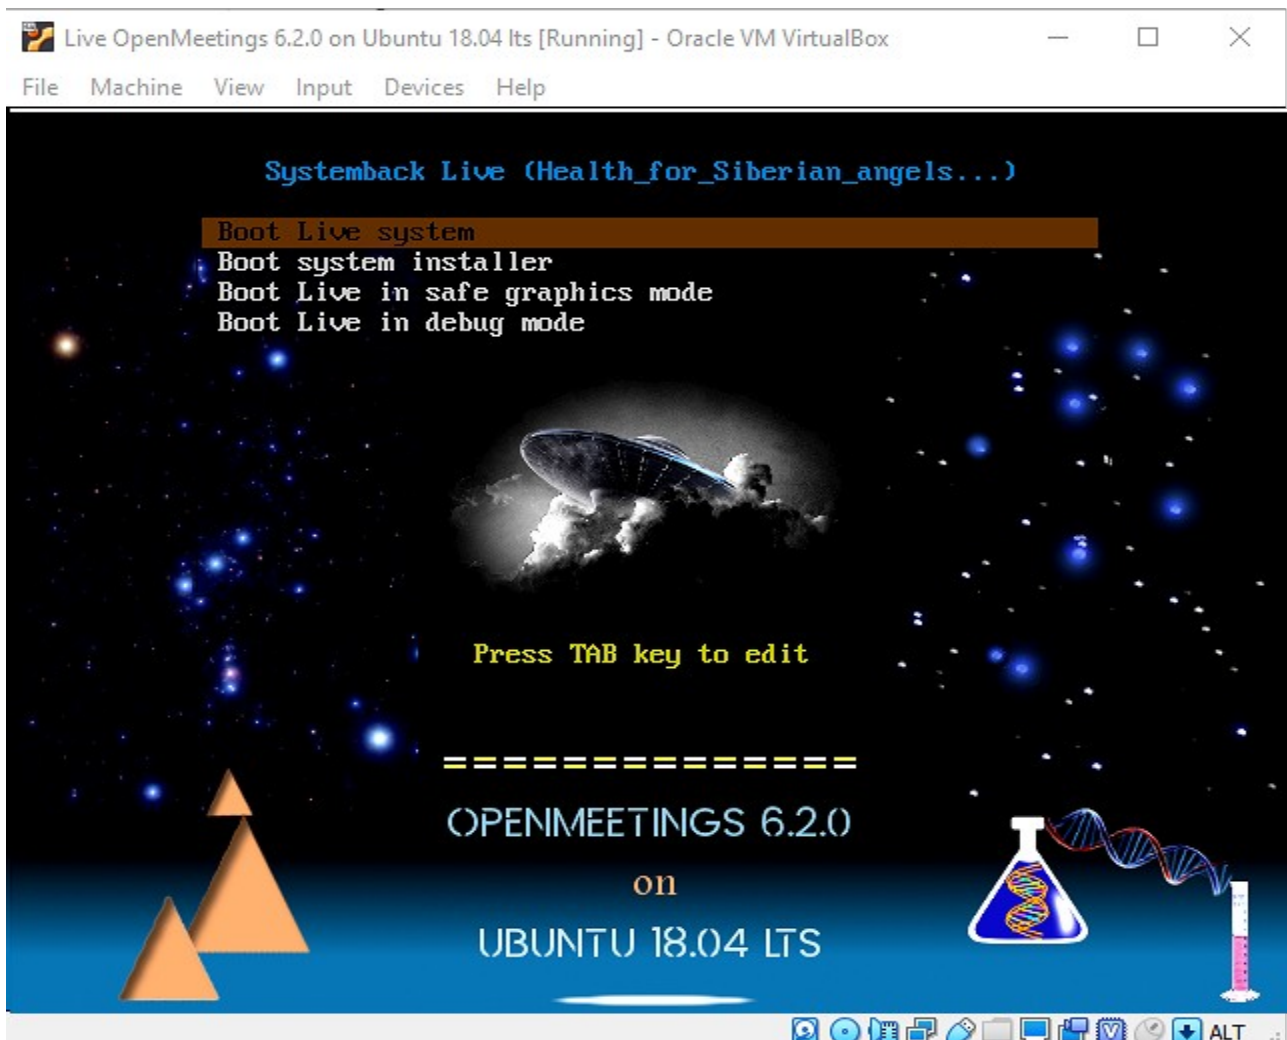 Live OpenMeetings 6.2.0 on Ubuntu 18.04 lts [Running] - Oracle VM VirtualBox
File Machine View Input Devices Help
Systemback Live (Health_for_Siberian_angels...)
Boot Live system
Boot system installer
Boot Live in safe graphics mode
Boot Live in debug mode
Press TAB key to edit
==============
OPENMEETINGS 6.2.0
on
UBUNTU 18.04 LTS
ALT